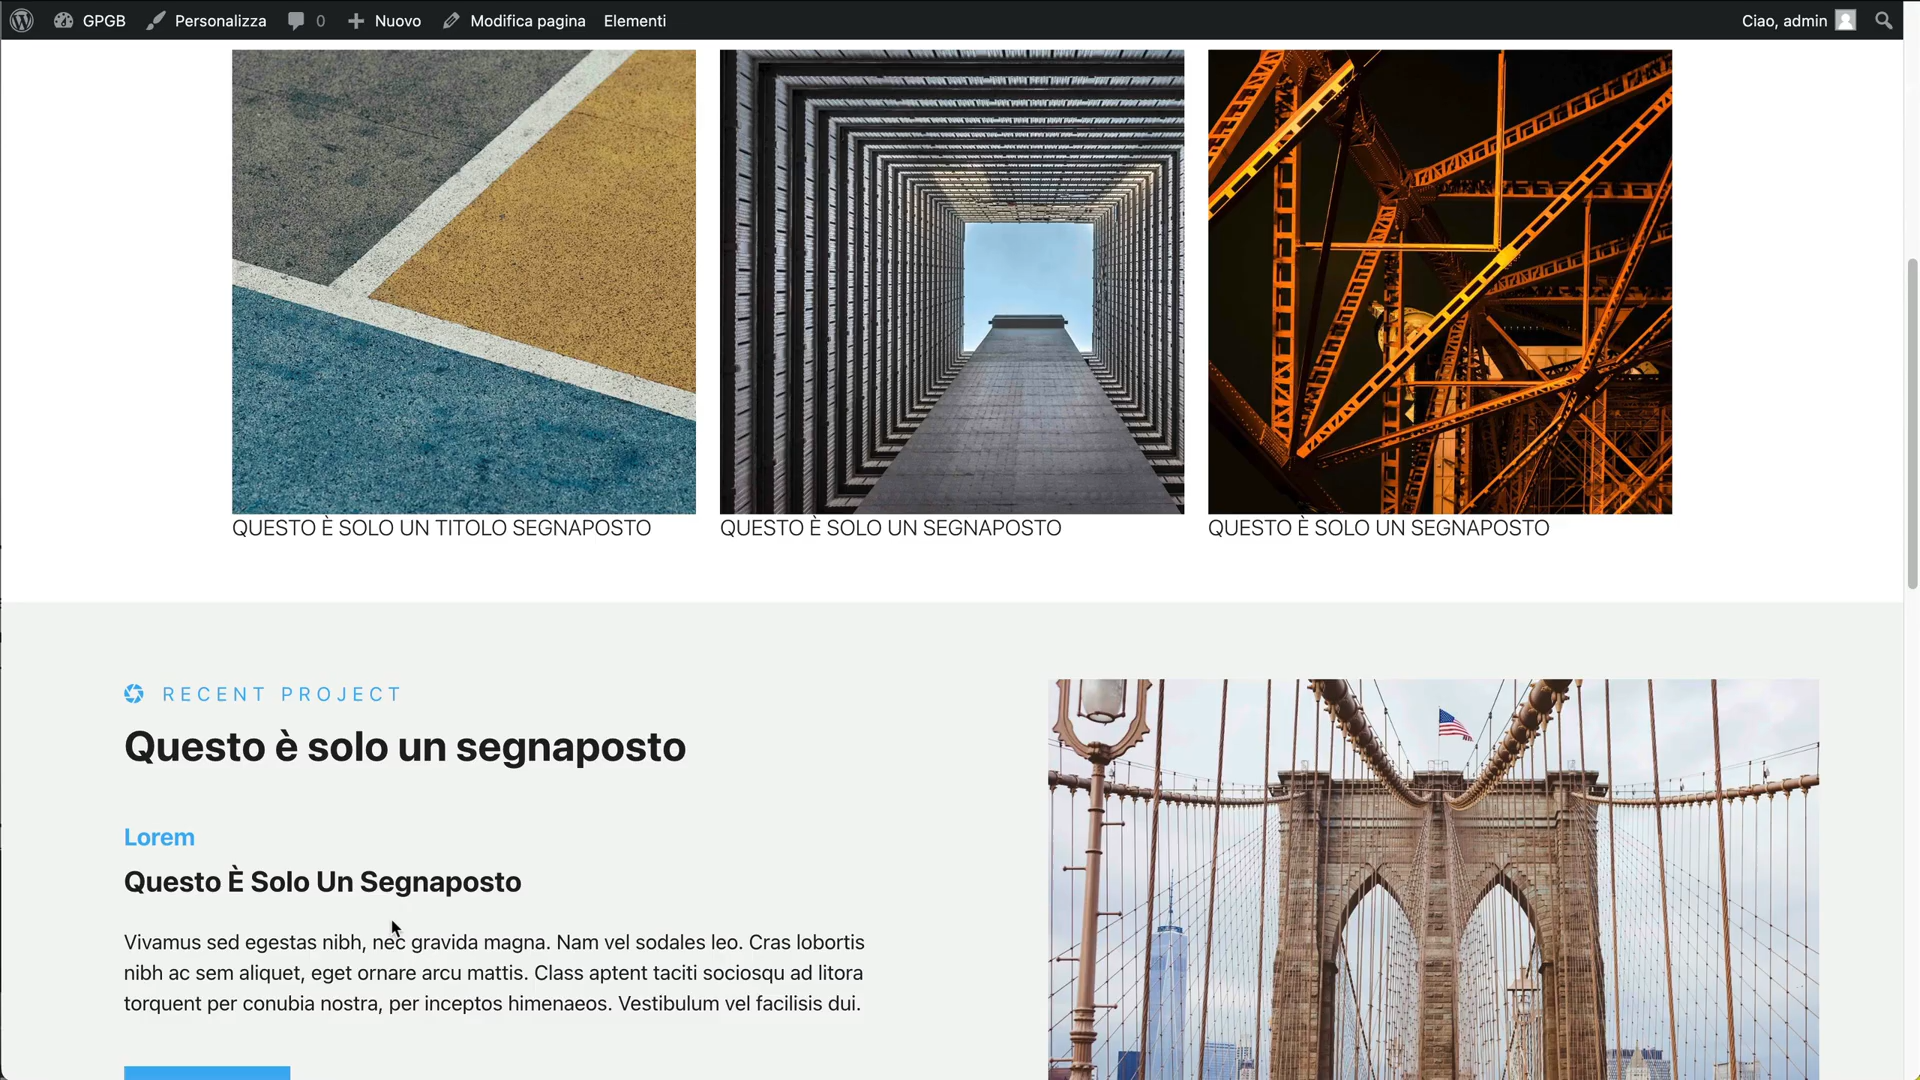 GPGB
Personalizza
0
Nuovo
Modifica pagina
Elementi
Ciao, admin
QUESTO È SOLO UN TITOLO SEGNAPOSTO
QUESTO È SOLO UN SEGNAPOSTO
QUESTO È SOLO UN SEGNAPOSTO
RECENT PROJECT
Questo è solo un segnaposto
Lorem
Questo È Solo Un Segnaposto
Vivamus sed egestas nibh, nec gravida magna. Nam vel sodales leo. Cras lobortis
nibh ac sem aliquet, eget ornare arcu mattis. Class aptent taciti sociosqu ad litora
torquent per conubia nostra, per inceptos himenaeos. Vestibulum vel facilisis dui.